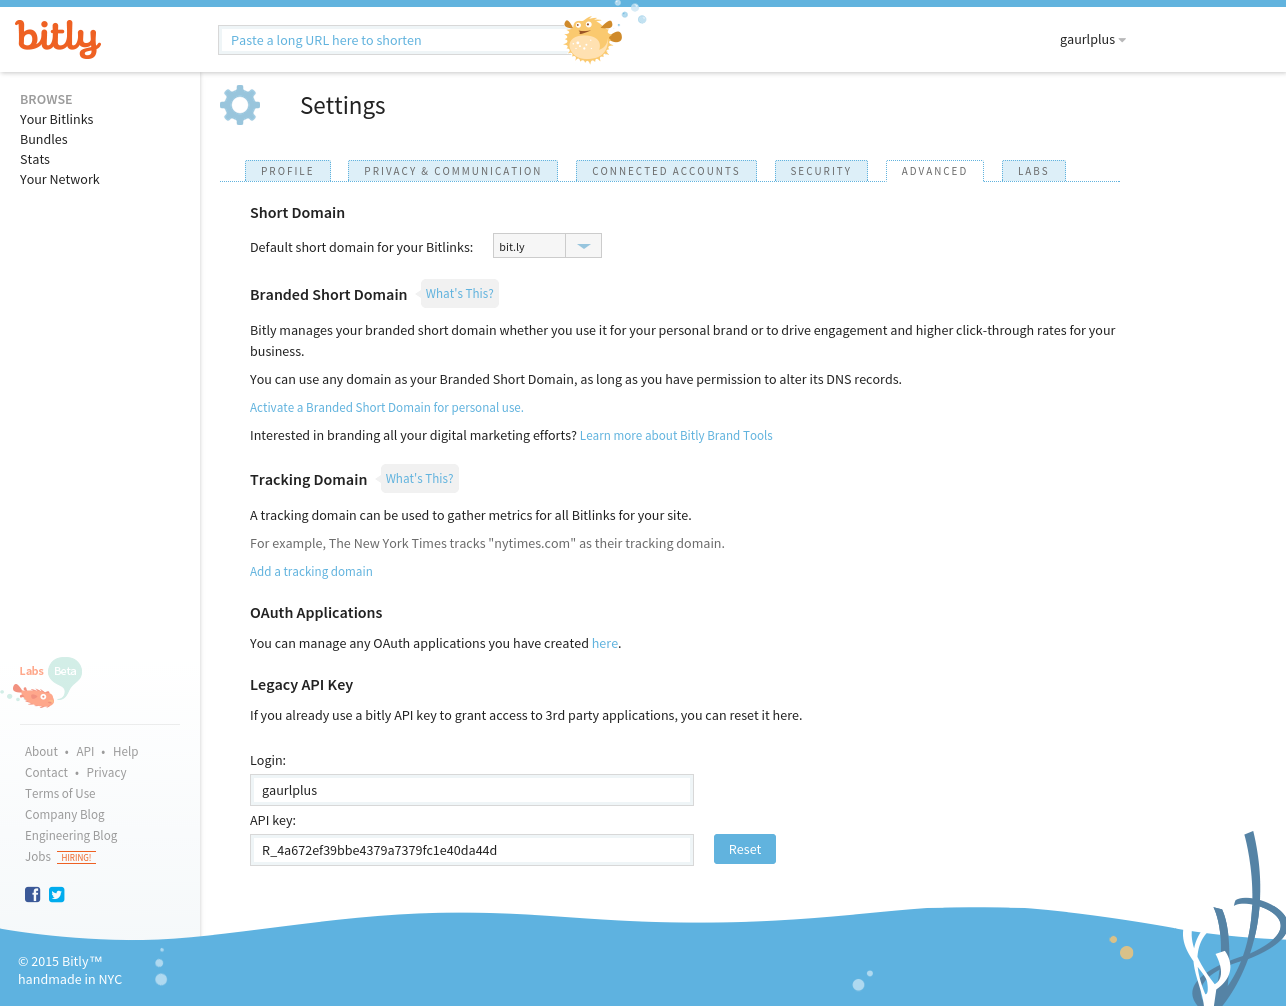 bitly
Paste a long URL here to shorten
gaurlplus
BROWSE
Your Bitlinks
Bundles
Stats
Your Network
Settings
PROFILE
PRIVACY & COMMUNICATION
CONNECTED ACCOUNTS
SECURITY
ADVANCED
LABS
Short Domain
Default short domain for your Bitlinks:
bit.ly
Branded Short Domain
What's This?
Bitly manages your branded short domain whether you use it for your personal brand or to drive engagement and higher click-through rates for your
business.
You can use any domain as your Branded Short Domain, as long as you have permission to alter its DNS records.
Activate a Branded Short Domain for personal use.
Interested in branding all your digital marketing efforts? Learn more about Bitly Brand Tools
Tracking Domain
What's This?
A tracking domain can be used to gather metrics for all Bitlinks for your site.
For example, The New York Times tracks "nytimes.com" as their tracking domain.
Add a tracking domain
OAuth Applications
You can manage any OAuth applications you have created here.
Legacy API Key
If you already use a bitly API key to grant access to 3rd party applications, you can reset it here.
Login:
gaurlplus
API key:
R_4a672ef39bbe4379a7379fc1e40da44d
Reset
Labs Beta
About • API • Help
Contact • Privacy
Terms of Use
Company Blog
Engineering Blog
Jobs HIRING!
© 2015 Bitly™
handmade in NYC